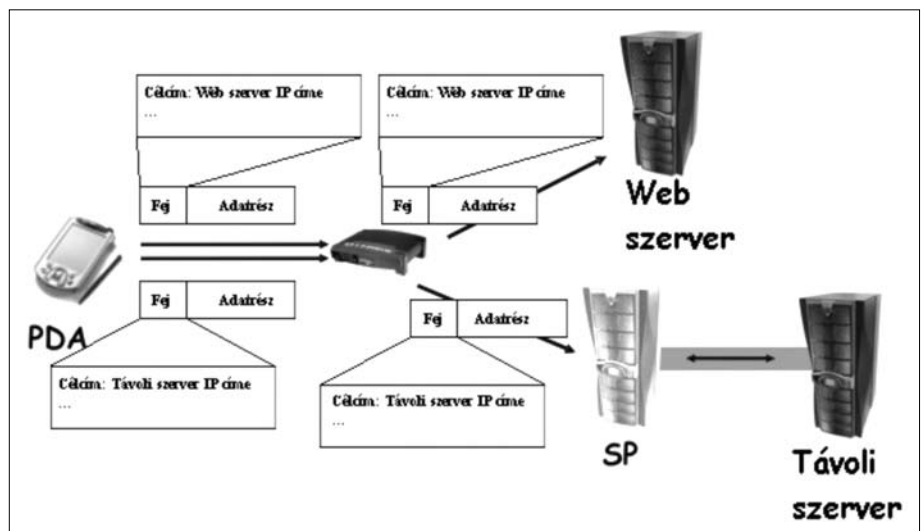 Célcím: Web szerver IP címe
...
Célcím: Web szerver IP címe
...
Fej
Adatrész
Fej
Adatrész
Web
szerver
PDA
Fej
Adatrész
Fej
Adatrész
Célcím: Távoli szerver IP címe
...
Célcím: Távoli szerver IP címe
...
SP
Távoli
szerver